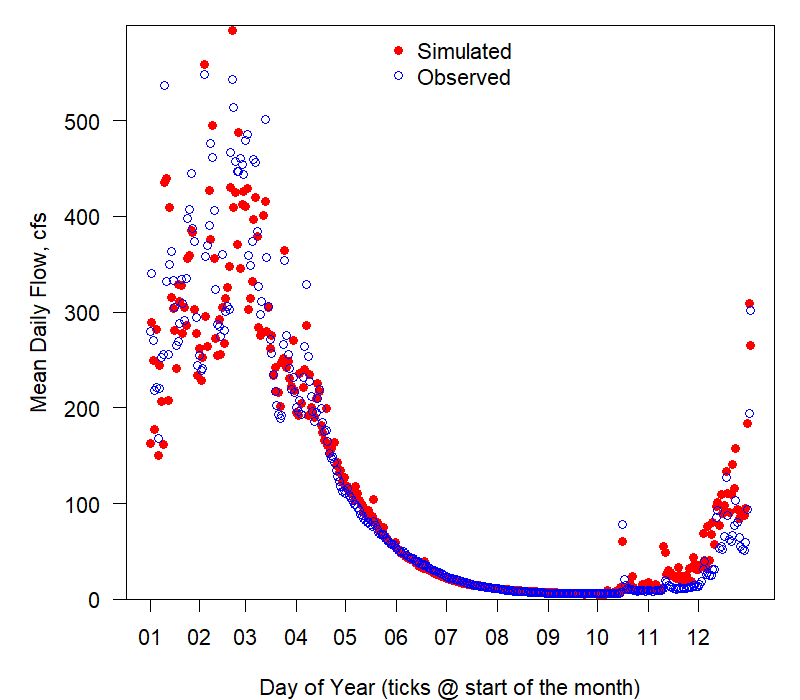 Simulated
Observed
500
400
300
200
100
0
Mean Daily Flow, cfs
01 02 03 04 05 06 07 08 09 10 11 12
Day of Year (ticks @ start of the month)